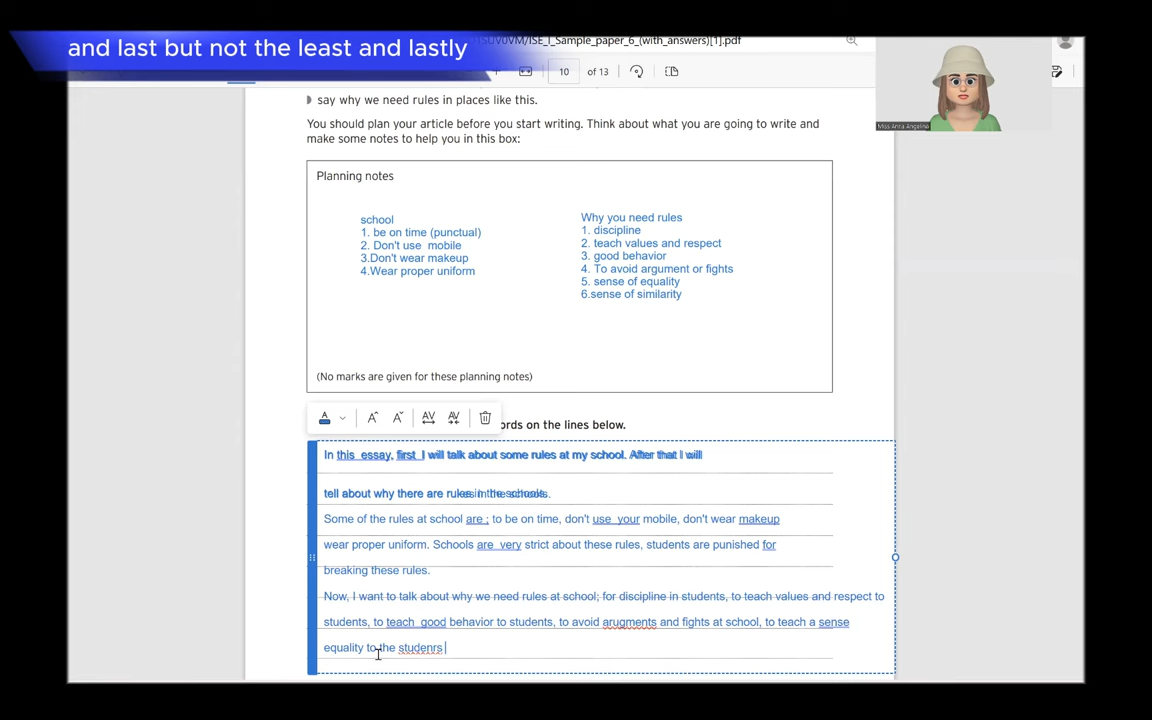 and last but not the least and lastly
ISE_I_Sample_paper_6_(with_answers)[1].pdf
10 of 13
say why we need rules in places like this.
You should plan your article before you start writing. Think about what you are going to write and
make some notes to help you in this box:
Miss Anna Angelina
Planning notes
school
1. be on time (punctual)
2. Don't use mobile
3.Don't wear makeup
4.Wear proper uniform
Why you need rules
1. discipline
2. teach values and respect
3. good behavior
4. To avoid argument or fights
5. sense of equality
6.sense of similarity
(No marks are given for these planning notes)
ords on the lines below.
In this essay, first I will talk about some rules at my school. After that I will
tell about why there are rules in the schools.
Some of the rules at school are ; to be on time, don't use your mobile, don't wear makeup
wear proper uniform. Schools are very strict about these rules, students are punished for
breaking these rules.
Now, I want to talk about why we need rules at school; for discipline in students, to teach values and respect to
students, to teach good behavior to students, to avoid arugments and fights at school, to teach a sense
equality to the studenrs